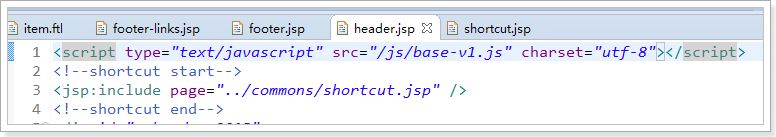 item.ftl footer-links.jsp footer.jsp header.jsp shortcut.jsp
1 <script type="text/javascript" src="/js/base-v1.js" charset="utf-8"></script>
2 <!--shortcut start-->
3 <jsp:include page="../commons/shortcut.jsp" />
4 <!--shortcut end-->